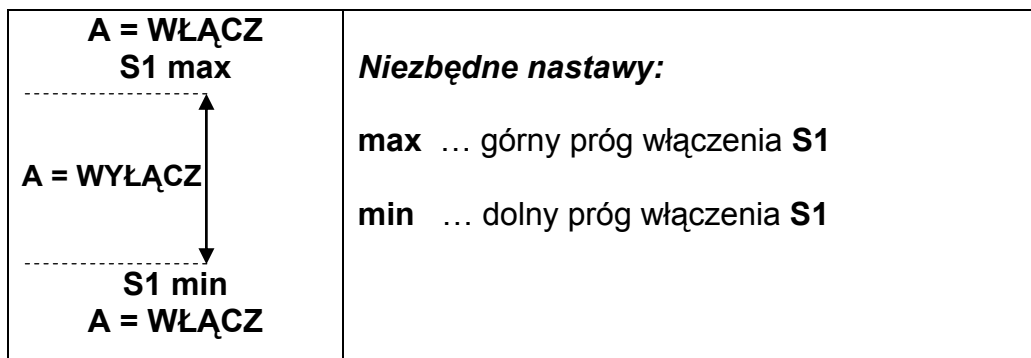 A = WŁĄCZ
S1 max
A = WYŁĄCZ
S1 min
A = WŁĄCZ
Niezbędne nastawy:
max … górny próg włączenia S1
min … dolny próg włączenia S1